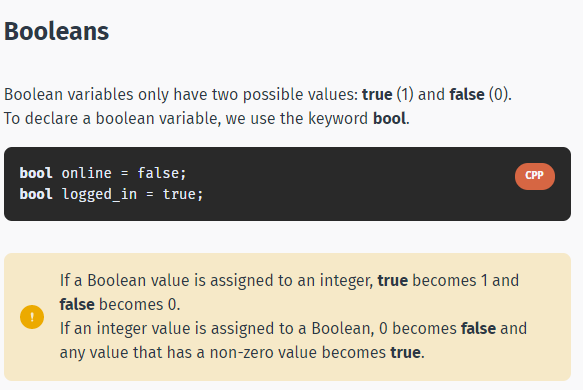 Booleans
Boolean variables only have two possible values: true (1) and false (0).
To declare a boolean variable, we use the keyword bool.
bool online = false;
CPP
bool logged_in = true;
!
If a Boolean value is assigned to an integer, true becomes 1 and
false becomes 0.
If an integer value is assigned to a Boolean, 0 becomes false and
any value that has a non-zero value becomes true.